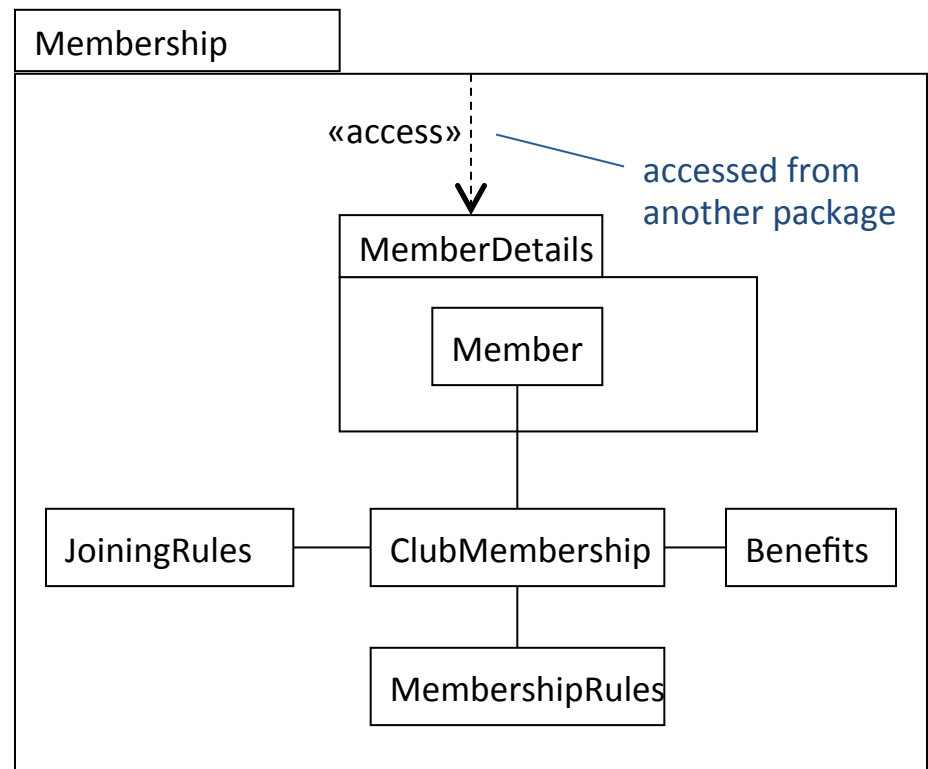 Membership
«access»
accessed from
another package
MemberDetails
Member
JoiningRules
ClubMembership
Benefits
MembershipRules